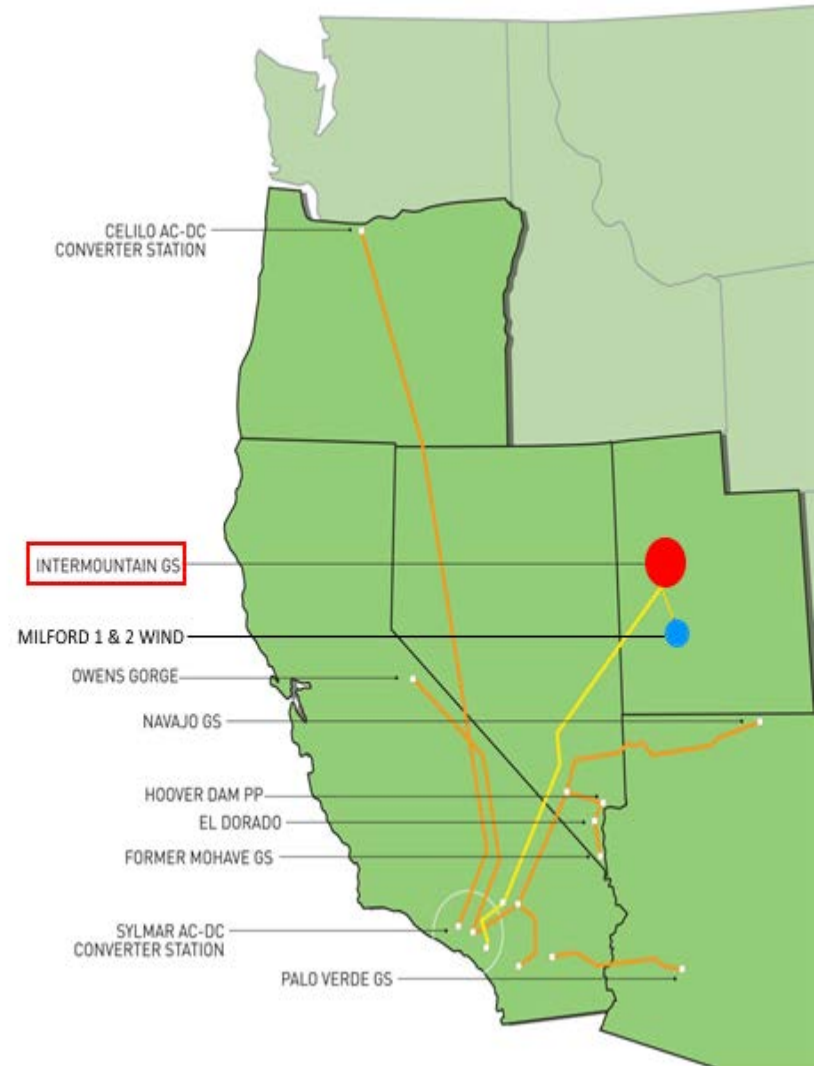 CELILO AC-DC
CONVERTER STATION
INTERMOUNTAIN GS
MILFORD 1 & 2 WIND
OWENS GORGE
NAVAJO GS
HOOVER DAM PP
EL DORADO
FORMER MOHAVE GS
SYLMAR AC-DC
CONVERTER STATION
PALO VERDE GS